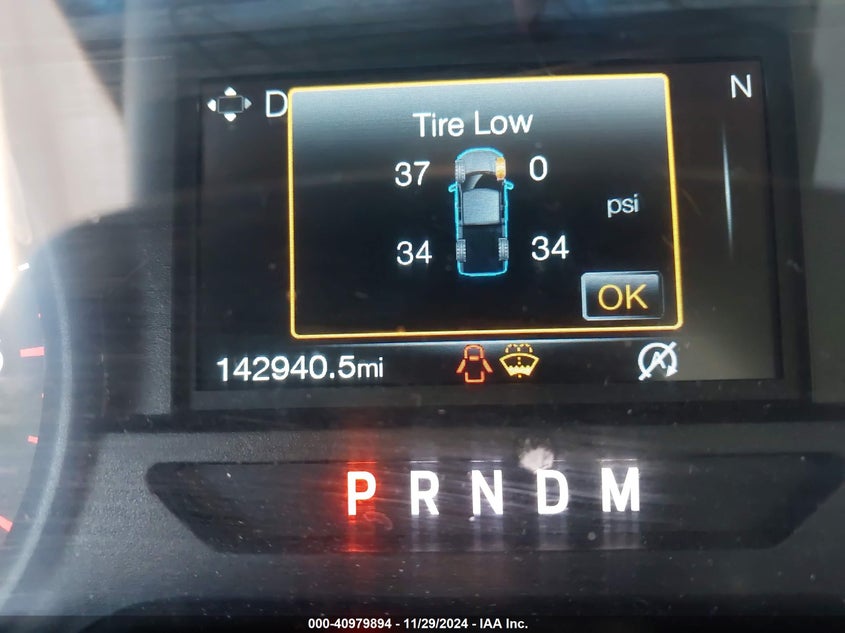 D
N
Tire Low
37 0
psi
34 34
OK
142940.5mi
A
P R N D M
000-40979894 - 11/29/2024 - IAA Inc.